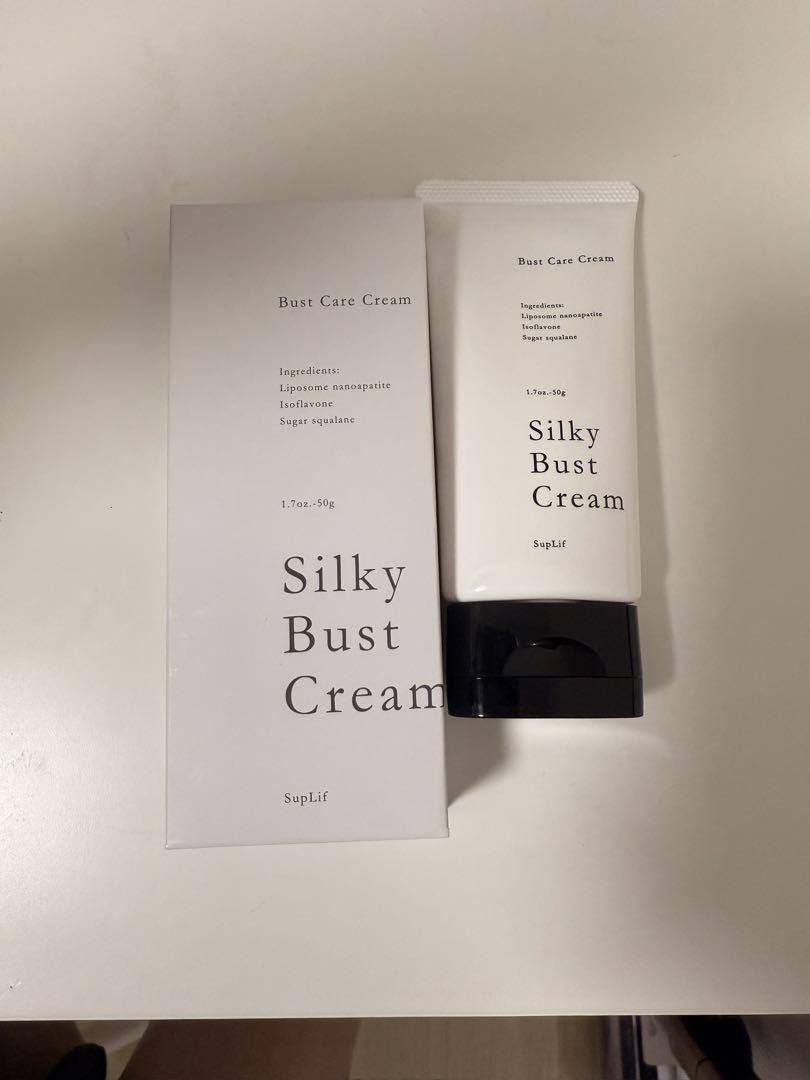 Bust Care Cream
Ingredients:
Liposome nanoapatite
Isoflavone
Sugar squalane
1.7oz.-50g
Silky
Bust
Cream
SupLif
Bust Care Cream
Ingredients:
Liposome nanoapatite
Isoflavone
Sugar squalane
1.7oz.-50g
Silky
Bust
Cream
SupLif